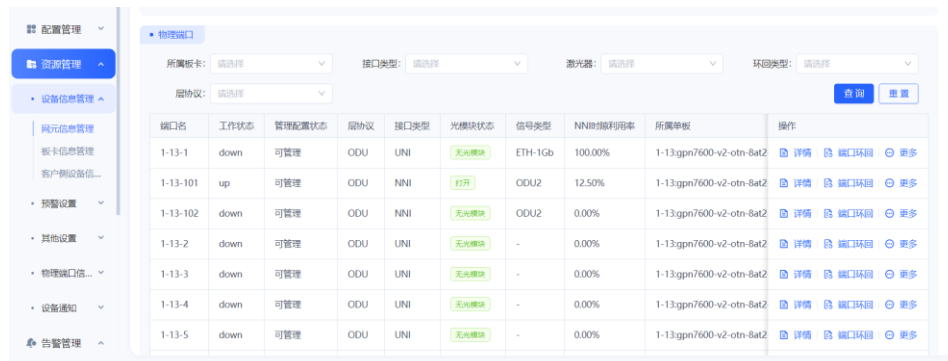 配置管理
资源管理
设备信息管理
网元信息管理
板卡信息管理
客户侧设备信...
预警设置
其他设置
物理端口信...
设备通知
告警管理
物理端口
所属板卡: 请选择 接口类型: 请选择 激光器: 请选择 环回类型: 请选择
层协议: 请选择 查询 重置
端口名 工作状态 管理配置状态 层协议 接口类型 光模块状态 信号类型 NNI时隙利用率 所属单板 操作
1-13-1 down 可管理 ODU UNI 无光模块 ETH-1Gb 100.00% 1-13:gpn7600-v2-otn-8at2 详情 端口环回 更多
1-13-101 up 可管理 ODU NNI 打开 ODU2 12.50% 1-13:gpn7600-v2-otn-8at2 详情 端口环回 更多
1-13-102 down 可管理 ODU NNI 无光模块 ODU2 0.00% 1-13:gpn7600-v2-otn-8at2 详情 端口环回 更多
1-13-2 down 可管理 ODU UNI 无光模块 - 0.00% 1-13:gpn7600-v2-otn-8at2 详情 端口环回 更多
1-13-3 down 可管理 ODU UNI 无光模块 - 0.00% 1-13:gpn7600-v2-otn-8at2 详情 端口环回 更多
1-13-4 down 可管理 ODU UNI 无光模块 - 0.00% 1-13:gpn7600-v2-otn-8at2 详情 端口环回 更多
1-13-5 down 可管理 ODU UNI 无光模块 - 0.00% 1-13:gpn7600-v2-otn-8at2 详情 端口环回 更多